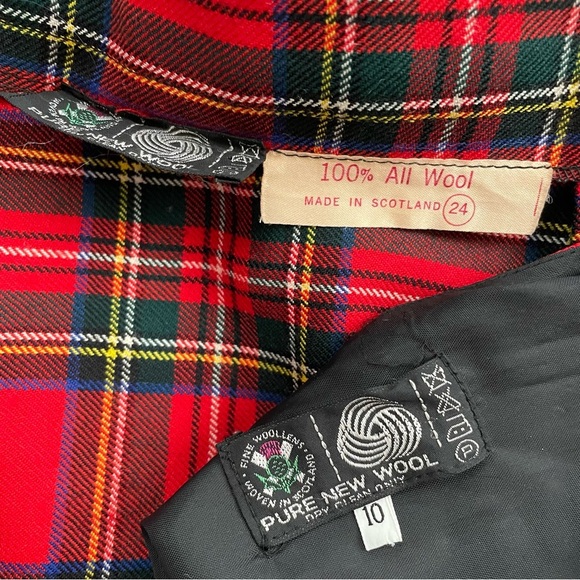 PURE NEW WOOL
100% All Wool
MADE IN SCOTLAND 24
FINE WOOLLENS
WOVEN IN SCOTLAND
PURE NEW WOOL
DRY CLEAN ONLY
P
10